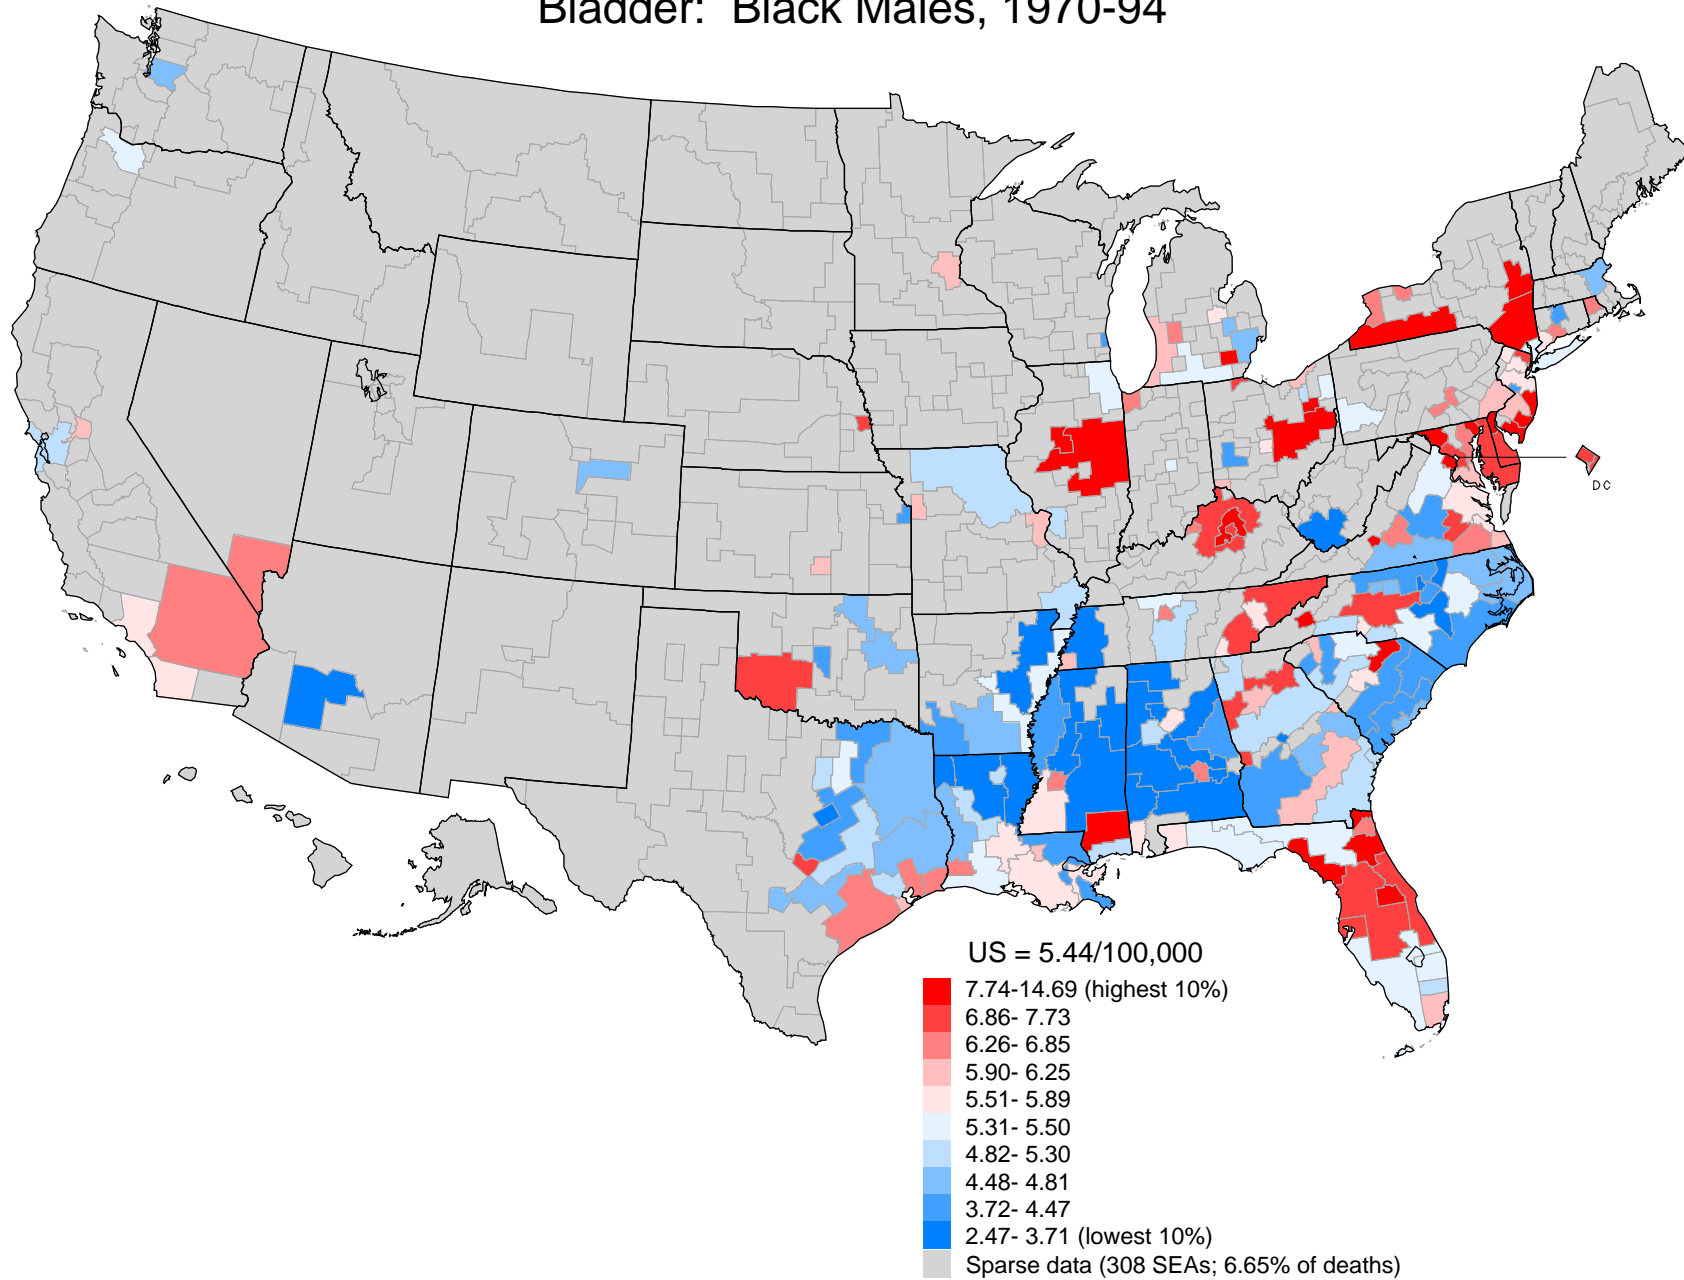 Bladder: Black Males, 1970-94
DC
US = 5.44/100,000
7.74-14.69 (highest 10%)
6.86- 7.73
6.26- 6.85
5.90- 6.25
5.51- 5.89
5.31- 5.50
4.82- 5.30
4.48- 4.81
3.72- 4.47
2.47- 3.71 (lowest 10%)
Sparse data (308 SEAs; 6.65% of deaths)